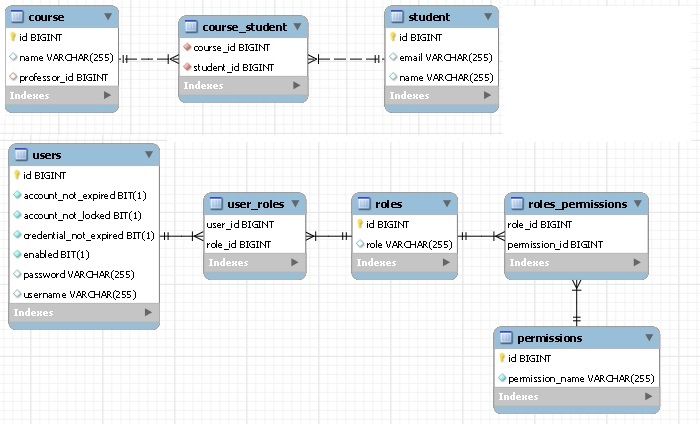 course
id BIGINT
name VARCHAR(255)
professor_id BIGINT
Indexes
course_student
course_id BIGINT
student_id BIGINT
Indexes
student
id BIGINT
email VARCHAR(255)
name VARCHAR(255)
Indexes
users
id BIGINT
account_not_expired BIT(1)
account_not_locked BIT(1)
credential_not_expired BIT(1)
enabled BIT(1)
password VARCHAR(255)
username VARCHAR(255)
Indexes
user_roles
user_id BIGINT
role_id BIGINT
Indexes
roles
id BIGINT
role VARCHAR(255)
Indexes
roles_permissions
role_id BIGINT
permission_id BIGINT
Indexes
permissions
id BIGINT
permission_name VARCHAR(255)
Indexes